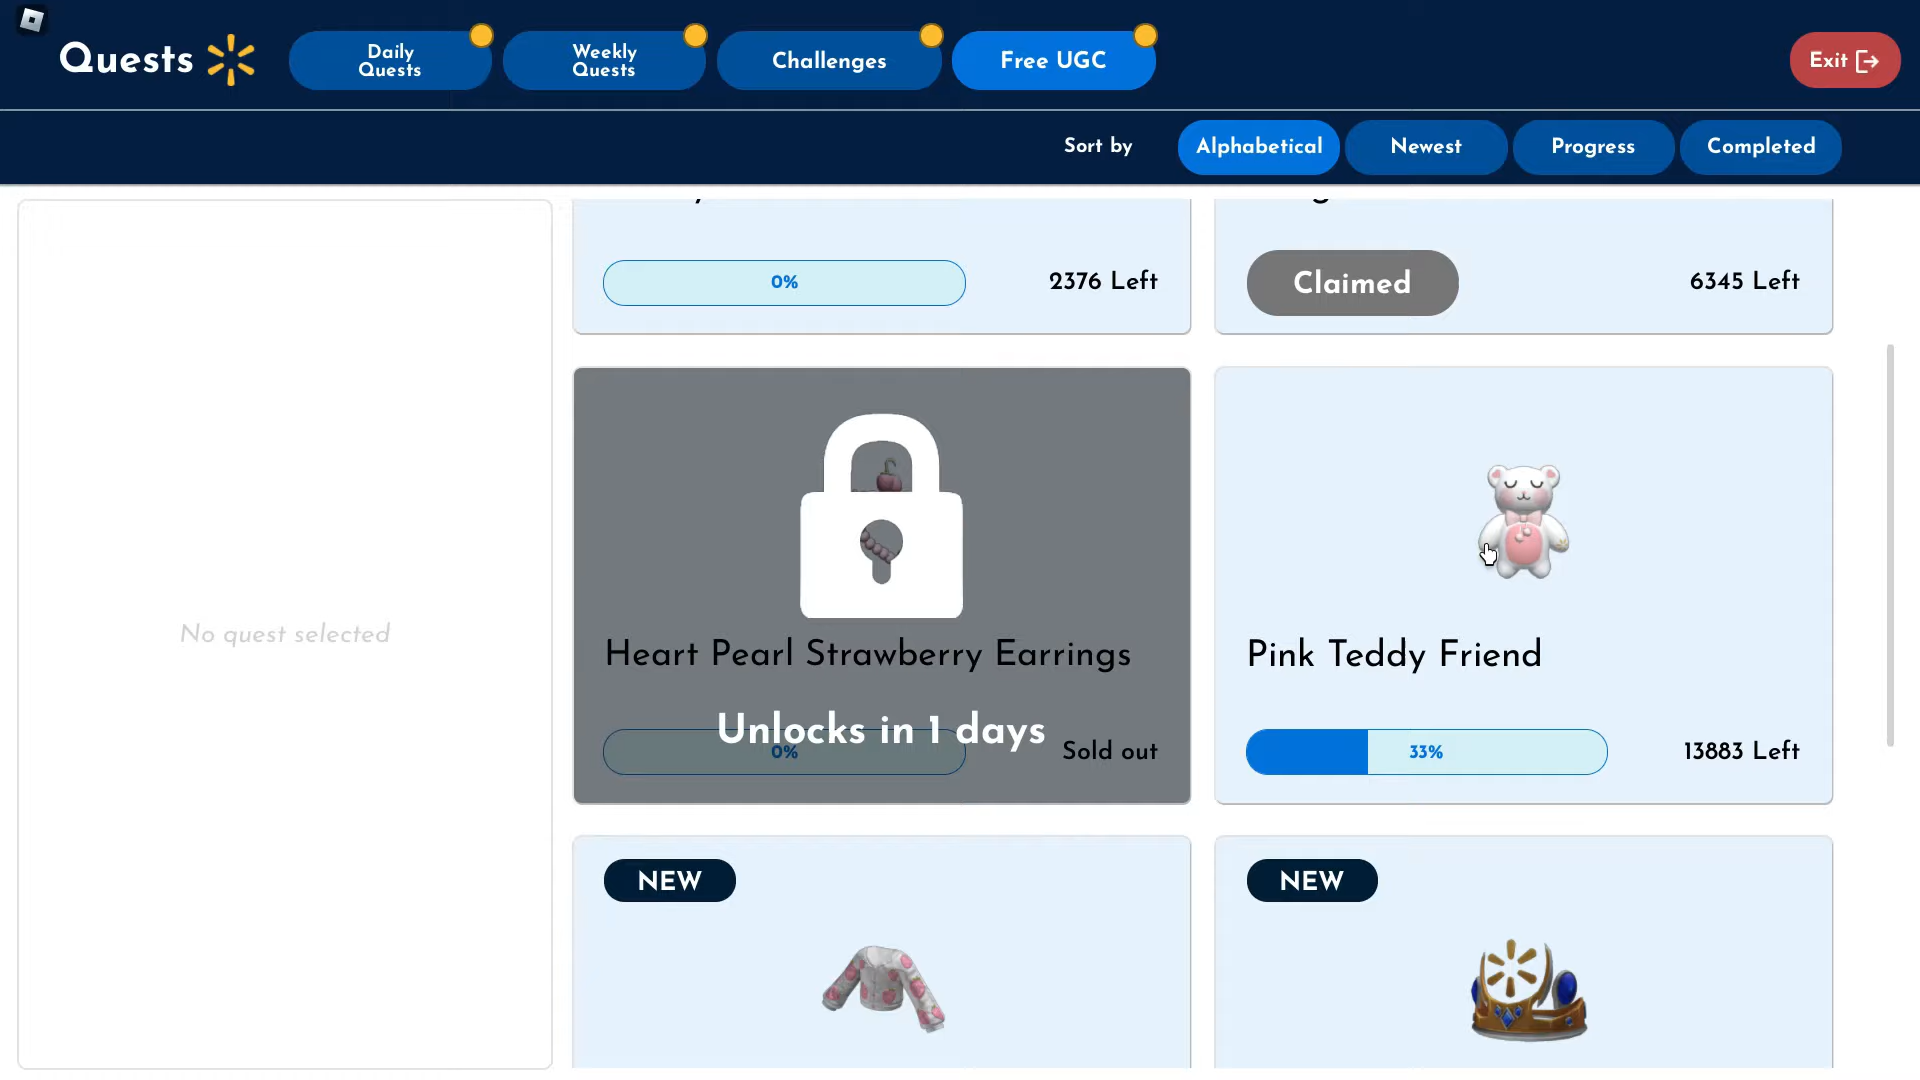 Quests
Daily
Quests
Weekly
Quests
Challenges
Free UGC
Exit
Sort by
Alphabetical
Newest
Progress
Completed
0%
2376 Left
Claimed
6345 Left
No quest selected
Heart Pearl Strawberry Earrings
Unlocks in 1 days
0%
Sold out
Pink Teddy Friend
33%
13883 Left
NEW
NEW